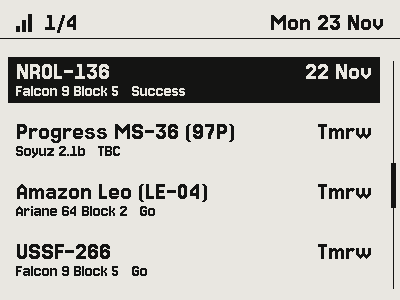 1/4 Mon 23 Nov
NROL-136 22 Nov
Falcon 9 Block 5 Success
Progress MS-36 (97P) Tmrw
Soyuz 2.1b TBC
Amazon Leo (LE-04) Tmrw
Ariane 64 Block 2 Go
USSF-266 Tmrw
Falcon 9 Block 5 Go